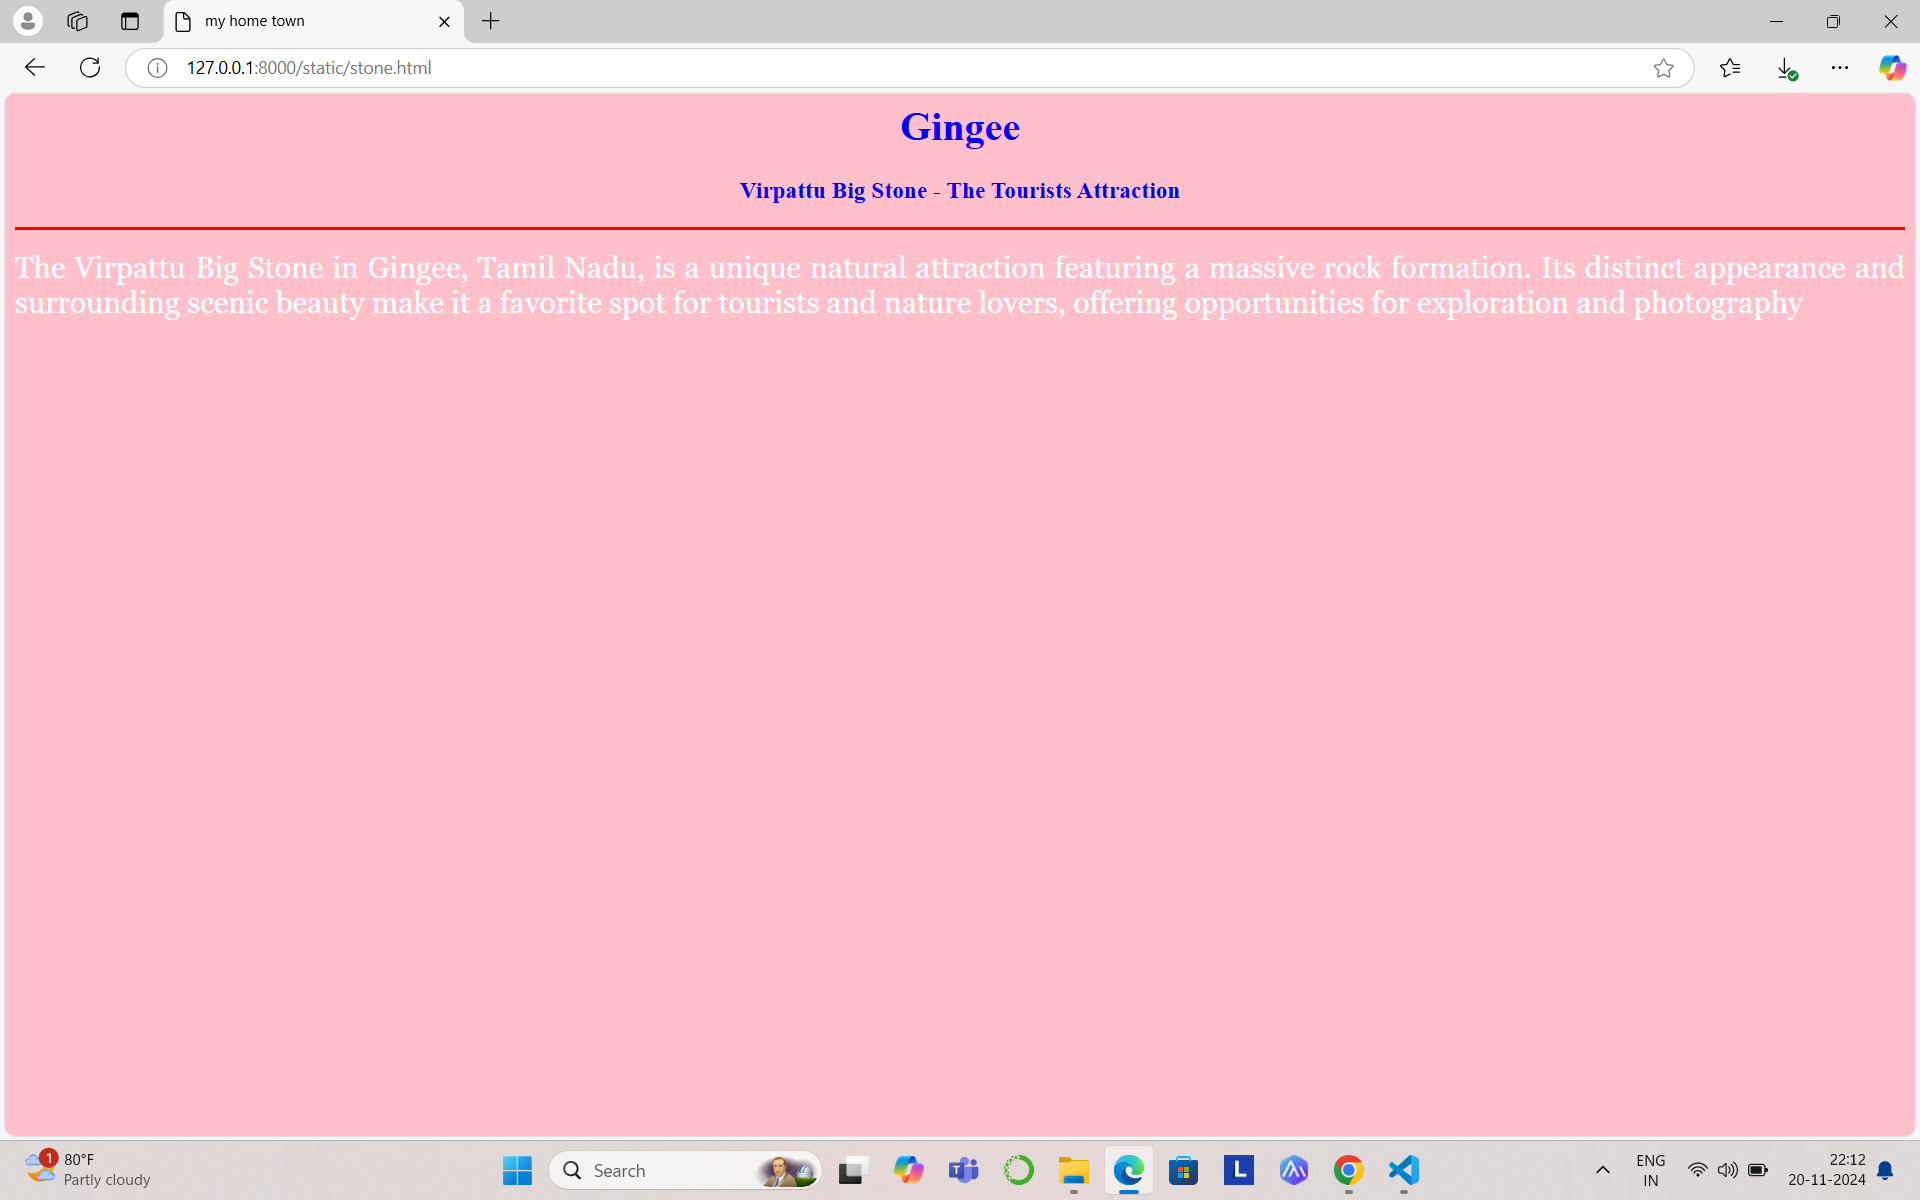 my home town
127.0.0.1:8000/static/stone.html
Gingee
Virpattu Big Stone - The Tourists Attraction
The Virpattu Big Stone in Gingee, Tamil Nadu, is a unique natural attraction featuring a massive rock formation. Its distinct appearance and
surrounding scenic beauty make it a favorite spot for tourists and nature lovers, offering opportunities for exploration and photography
1
80°F
Partly cloudy
Search
T
L
ENG
IN
22:12
20-11-2024